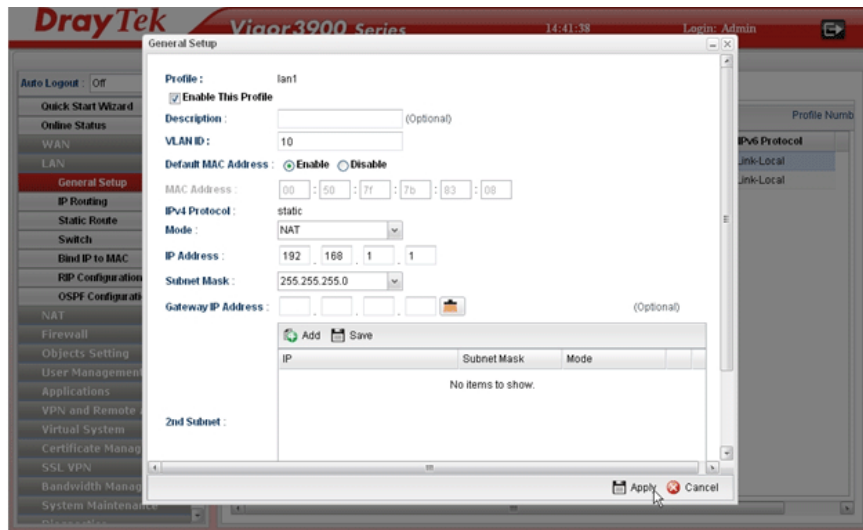 DrayTek Vigor3900 Series 14:41:38 Login: Admin
General Setup
Auto Logout : Off
Quick Start Wizard
Online Status
WAN
LAN
General Setup
IP Routing
Static Route
Switch
Bind IP to MAC
RIP Configuration
OSPF Configurati
NAT
Firewall
Objects Setting
User Management
Applications
VPN and Remote
Virtual System
Certificate Manag
SSL VPN
Bandwidth Manag
System Maintenance
Diagnostics
Profile : lan1
Enable This Profile
Description : (Optional)
VLAN ID : 10
Default MAC Address : Enable Disable
MAC Address : 00 : 50 : 7f : 7b : 83 : 08
IPv4 Protocol : static
Mode : NAT
IP Address : 192 . 168 . 1 . 1
Subnet Mask : 255.255.255.0
Gateway IP Address : . . . (Optional)
Add Save
IP Subnet Mask Mode
No items to show.
2nd Subnet :
Apply Cancel
Profile Numb
IPv6 Protocol
Link-Local
Link-Local